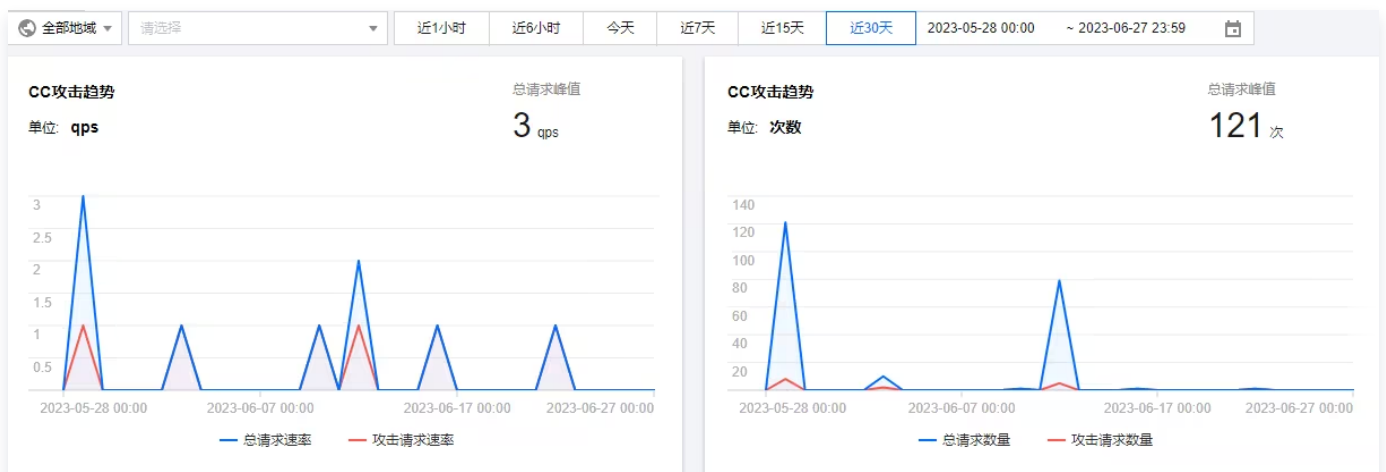 全部地域 请选择 近1小时 近6小时 今天 近7天 近15天 近30天 2023-05-28 00:00 ~ 2023-06-27 23:59
CC攻击趋势
总请求峰值
单位: qps
3 qps
3
2.5
2
1.5
1
0.5
2023-05-28 00:00 2023-06-07 00:00 2023-06-17 00:00 2023-06-27 00:00
总请求速率 攻击请求速率
CC攻击趋势
总请求峰值
单位: 次数
121 次
140
120
100
80
60
40
20
2023-05-28 00:00 2023-06-07 00:00 2023-06-17 00:00 2023-06-27 00:00
总请求数量 攻击请求数量